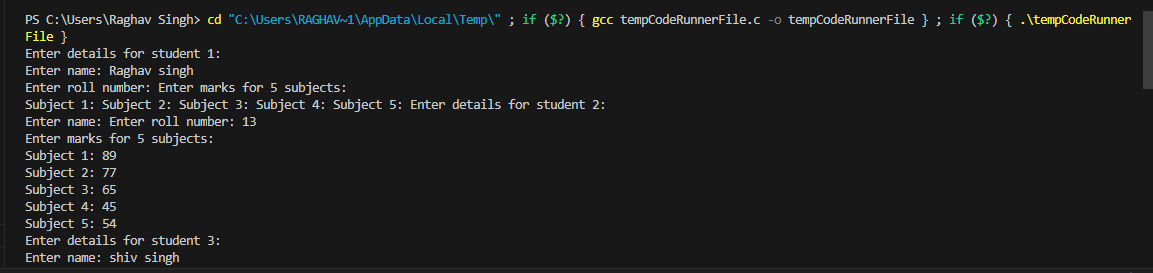 PS C:\Users\Raghav Singh> cd "C:\Users\RAGHAV~1\AppData\Local\Temp\" ; if ($?) { gcc tempCodeRunnerFile.c -o tempCodeRunnerFile } ; if ($?) { .\tempCodeRunner
File }
Enter details for student 1:
Enter name: Raghav singh
Enter roll number: Enter marks for 5 subjects:
Subject 1: Subject 2: Subject 3: Subject 4: Subject 5: Enter details for student 2:
Enter name: Enter roll number: 13
Enter marks for 5 subjects:
Subject 1: 89
Subject 2: 77
Subject 3: 65
Subject 4: 45
Subject 5: 54
Enter details for student 3:
Enter name: shiv singh